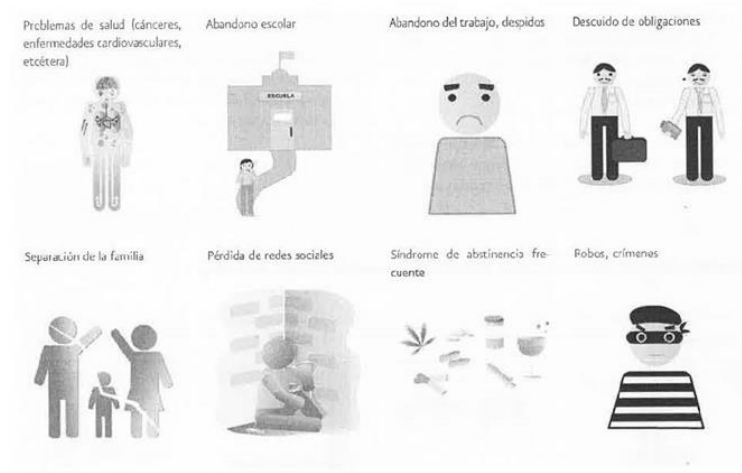 Problemas de salud (cánceres,
enfermedades cardiovasculares,
etcétera)
Abandono escolar
ESCUELA
Abandono del trabajo, despidos
Descuido de obligaciones
Separación de la familia
Pérdida de redes sociales
Síndrome de abstinencia fre-
cuente
Robos, crímenes